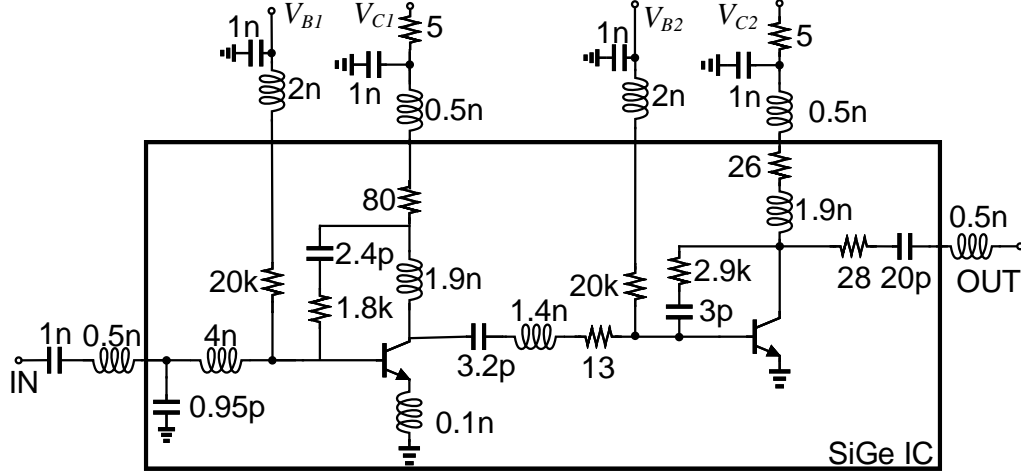 V_B1
V_C1
V_B2
V_C2
1n
5
1n
5
2n
1n
0.5n
2n
1n
0.5n
80
26
2.4p
1.9n
1.9n
0.5n
20k
1.8k
20k
2.9k
28
20p
OUT
1n
0.5n
4n
1.4n
3p
IN
3.2p
13
0.95p
0.1n
SiGe IC